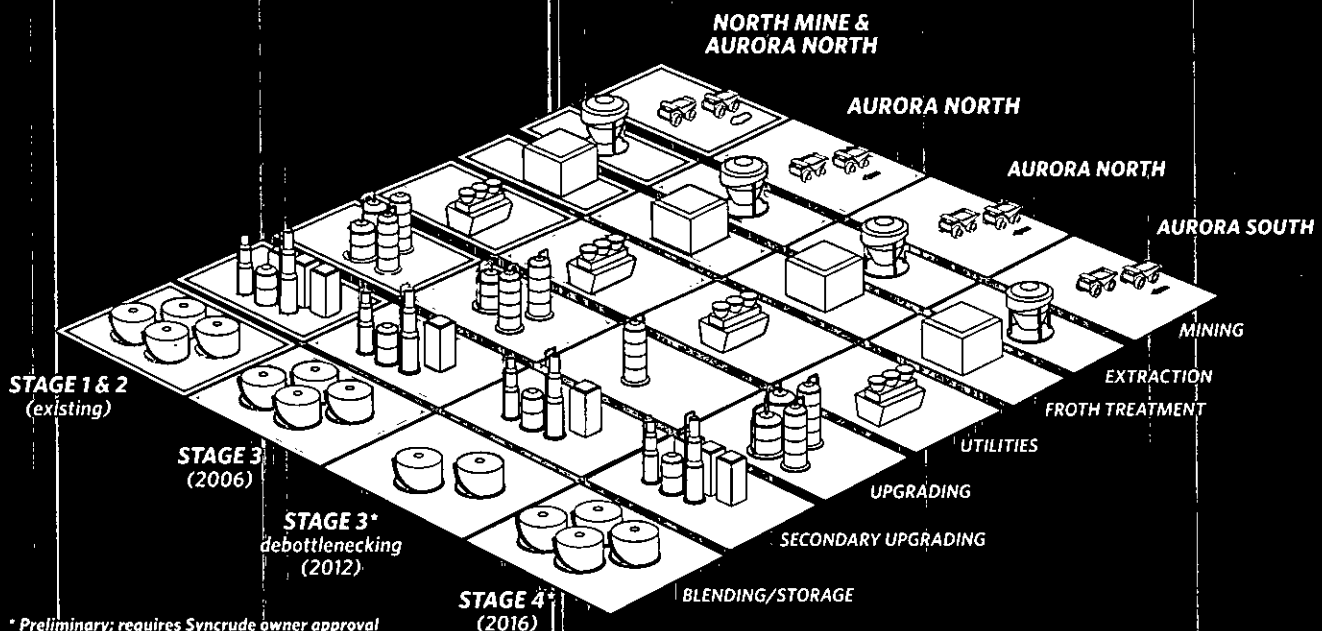 NORTH MINE &
AURORA NORTH
AURORA NORTH
AURORA NORTH
AURORA SOUTH
MINING
EXTRACTION
FROTH TREATMENT
UTILITIES
UPGRADING
SECONDARY UPGRADING
BLENDING/STORAGE
STAGE 1 & 2
(existing)
STAGE 3
(2006)
STAGE 3*
debottlenecking
(2012)
STAGE 4*
(2016)
* Preliminary; requires Syncrude owner approval